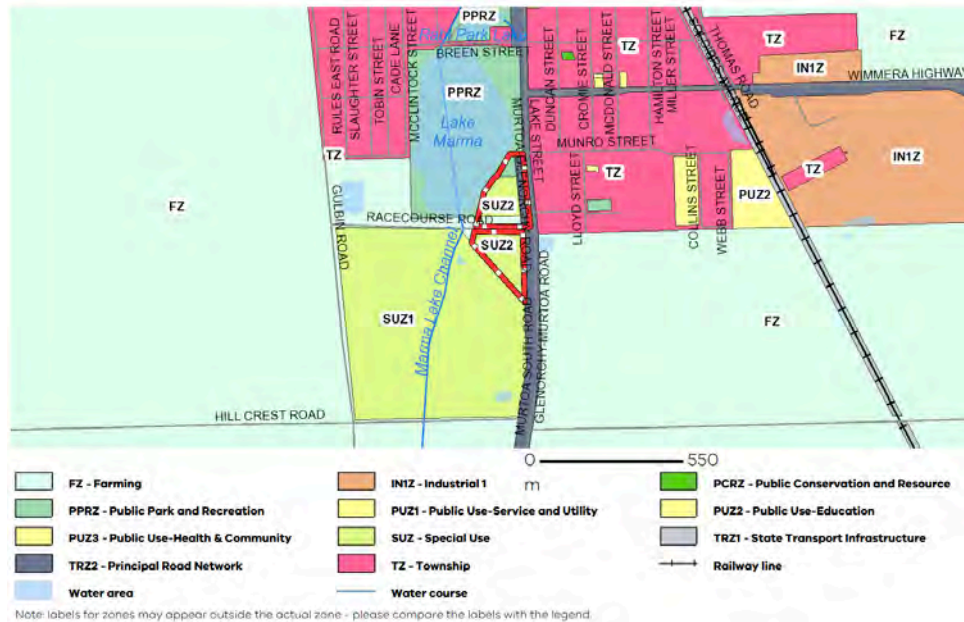 PPRZ
Rabl Park Lake
BREEN STREET
RULES EAST ROAD
SLAUGHTER STREET
TOBIN STREET
CADE LANE
MCCLINTOCK STREET
PPRZ
Lake
Marma
TZ
DUNCAN STREET
CROMIE STREET
MCDONALD STREET
HAMILTON STREET
MILLER STREET
THOMAS ROAD
TZ
FZ
IN1Z
WIMMERA HIGHWAY
LAKE STREET
MUNRO STREET
TZ
GULBIN ROAD
FZ
SUZ2
RACECOURSE ROAD
SUZ2
LLOYD STREET
TZ
COLLINS STREET
WEBB STREET
PUZ2
TZ
IN1Z
SUZ1
Marma Lake Channel
FZ
MURTOA SOUTH ROAD
GLENORCHY-MURTOA ROAD
HILL CREST ROAD
0 550
m
FZ - Farming
IN1Z - Industrial 1
PCRZ - Public Conservation and Resource
PPRZ - Public Park and Recreation
PUZ1 - Public Use-Service and Utility
PUZ2 - Public Use-Education
PUZ3 - Public Use-Health & Community
SUZ - Special Use
TRZ1 - State Transport Infrastructure
TRZ2 - Principal Road Network
TZ - Township
Railway line
Water area
Water course
Note: labels for zones may appear outside the actual zone - please compare the labels with the legend.